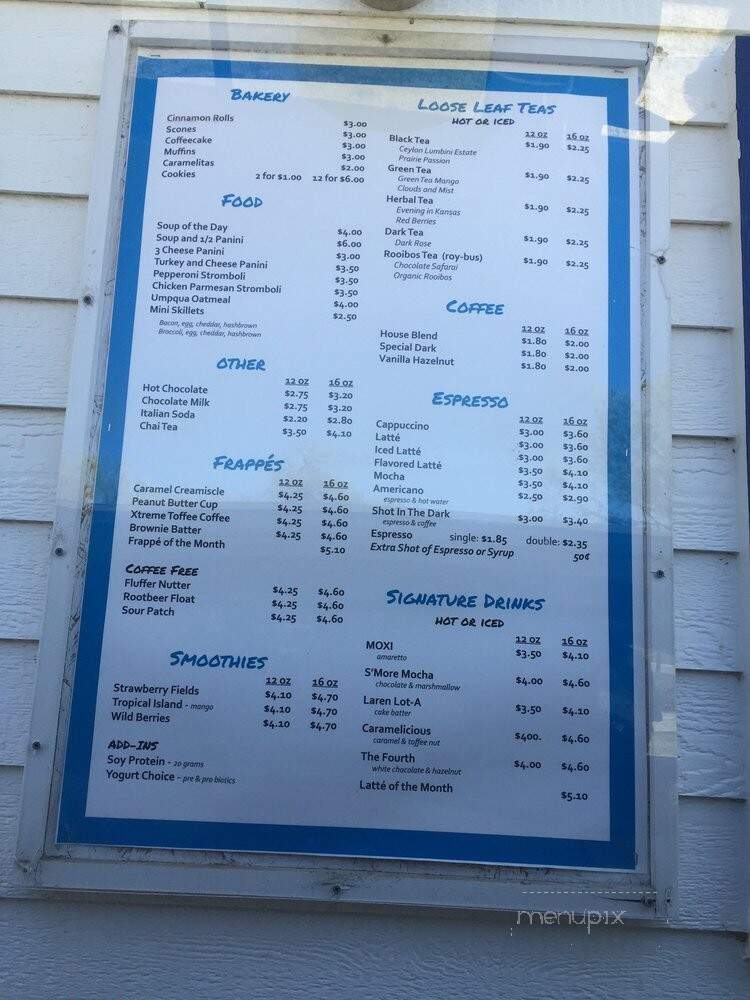 BAKERY
Cinnamon Rolls $3.00
Scones $3.00
Coffeecake $3.00
Muffins $3.00
Caramelitas $2.00
Cookies 2 for $1.00 12 for $6.00
FOOD
Soup of the Day $4.00
Soup and 1/2 Panini $6.00
3 Cheese Panini $3.00
Turkey and Cheese Panini $3.50
Pepperoni Stromboli $3.50
Chicken Parmesan Stromboli $3.50
Umpqua Oatmeal $4.00
Mini Skillets $2.50
Bacon, egg, cheddar, hashbrown
Broccoli, egg, cheddar, hashbrown
OTHER
12 oz 16 oz
Hot Chocolate $2.75 $3.20
Chocolate Milk $2.75 $3.20
Italian Soda $2.20 $2.80
Chai Tea $3.50 $4.10
FRAPPÉS
12 oz 16 oz
Caramel Creamiscle $4.25 $4.60
Peanut Butter Cup $4.25 $4.60
Xtreme Toffee Coffee $4.25 $4.60
Brownie Batter $4.25 $4.60
Frappé of the Month $5.10
COFFEE FREE
Fluffer Nutter $4.25 $4.60
Rootbeer Float $4.25 $4.60
Sour Patch $4.25 $4.60
SMOOTHIES
12 oz 16 oz
Strawberry Fields $4.10 $4.70
Tropical Island - mango $4.10 $4.70
Wild Berries $4.10 $4.70
ADD-INS
Soy Protein - 20 grams
Yogurt Choice - pre & pro biotics
LOOSE LEAF TEAS
HOT OR ICED
12 oz 16 oz
Black Tea $1.90 $2.25
Ceylon Lumbini Estate
Prairie Passion
Green Tea $1.90 $2.25
Green Tea Mango
Clouds and Mist
Herbal Tea $1.90 $2.25
Evening in Kansas
Red Berries
Dark Tea $1.90 $2.25
Dark Rose
Rooibos Tea (roy-bus) $1.90 $2.25
Chocolate Safarai
Organic Rooibos
COFFEE
12 oz 16 oz
House Blend $1.80 $2.00
Special Dark $1.80 $2.00
Vanilla Hazelnut $1.80 $2.00
ESPRESSO
12 oz 16 oz
Cappuccino $3.00 $3.60
Latté $3.00 $3.60
Iced Latté $3.00 $3.60
Flavored Latté $3.50 $4.10
Mocha $3.50 $4.10
Americano $2.50 $2.90
espresso & hot water
Shot In The Dark $3.00 $3.40
espresso & coffee
Espresso single: $1.85 double: $2.35
Extra Shot of Espresso or Syrup 50¢
SIGNATURE DRINKS
HOT OR ICED
12 oz 16 oz
MOXI $3.50 $4.10
amaretto
S'More Mocha $4.00 $4.60
chocolate & marshmallow
Laren Lot-A $3.50 $4.10
cake batter
Caramelicious $400. $4.60
caramel & toffee nut
The Fourth $4.00 $4.60
white chocolate & hazelnut
Latté of the Month $5.10
menupix